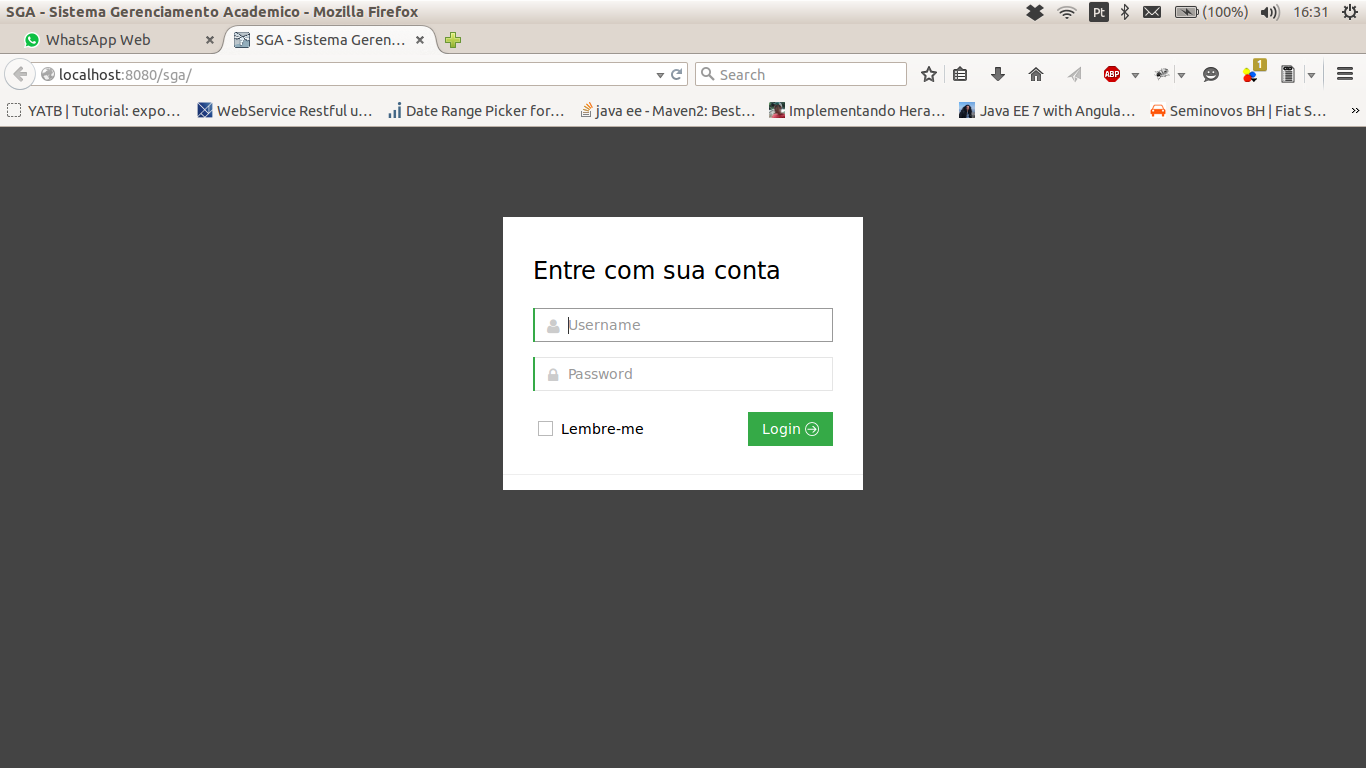 SGA - Sistema Gerenciamento Academico - Mozilla Firefox
Pt
(100%)
16:31
WhatsApp Web
SGA - Sistema Geren...
localhost:8080/sga/
Search
ABP
1
YATB | Tutorial: expo...
WebService Restful u...
Date Range Picker for...
java ee - Maven2: Best...
Implementando Hera...
Java EE 7 with Angula...
Seminovos BH | Fiat S...
Entre com sua conta
Username
Password
Lembre-me
Login